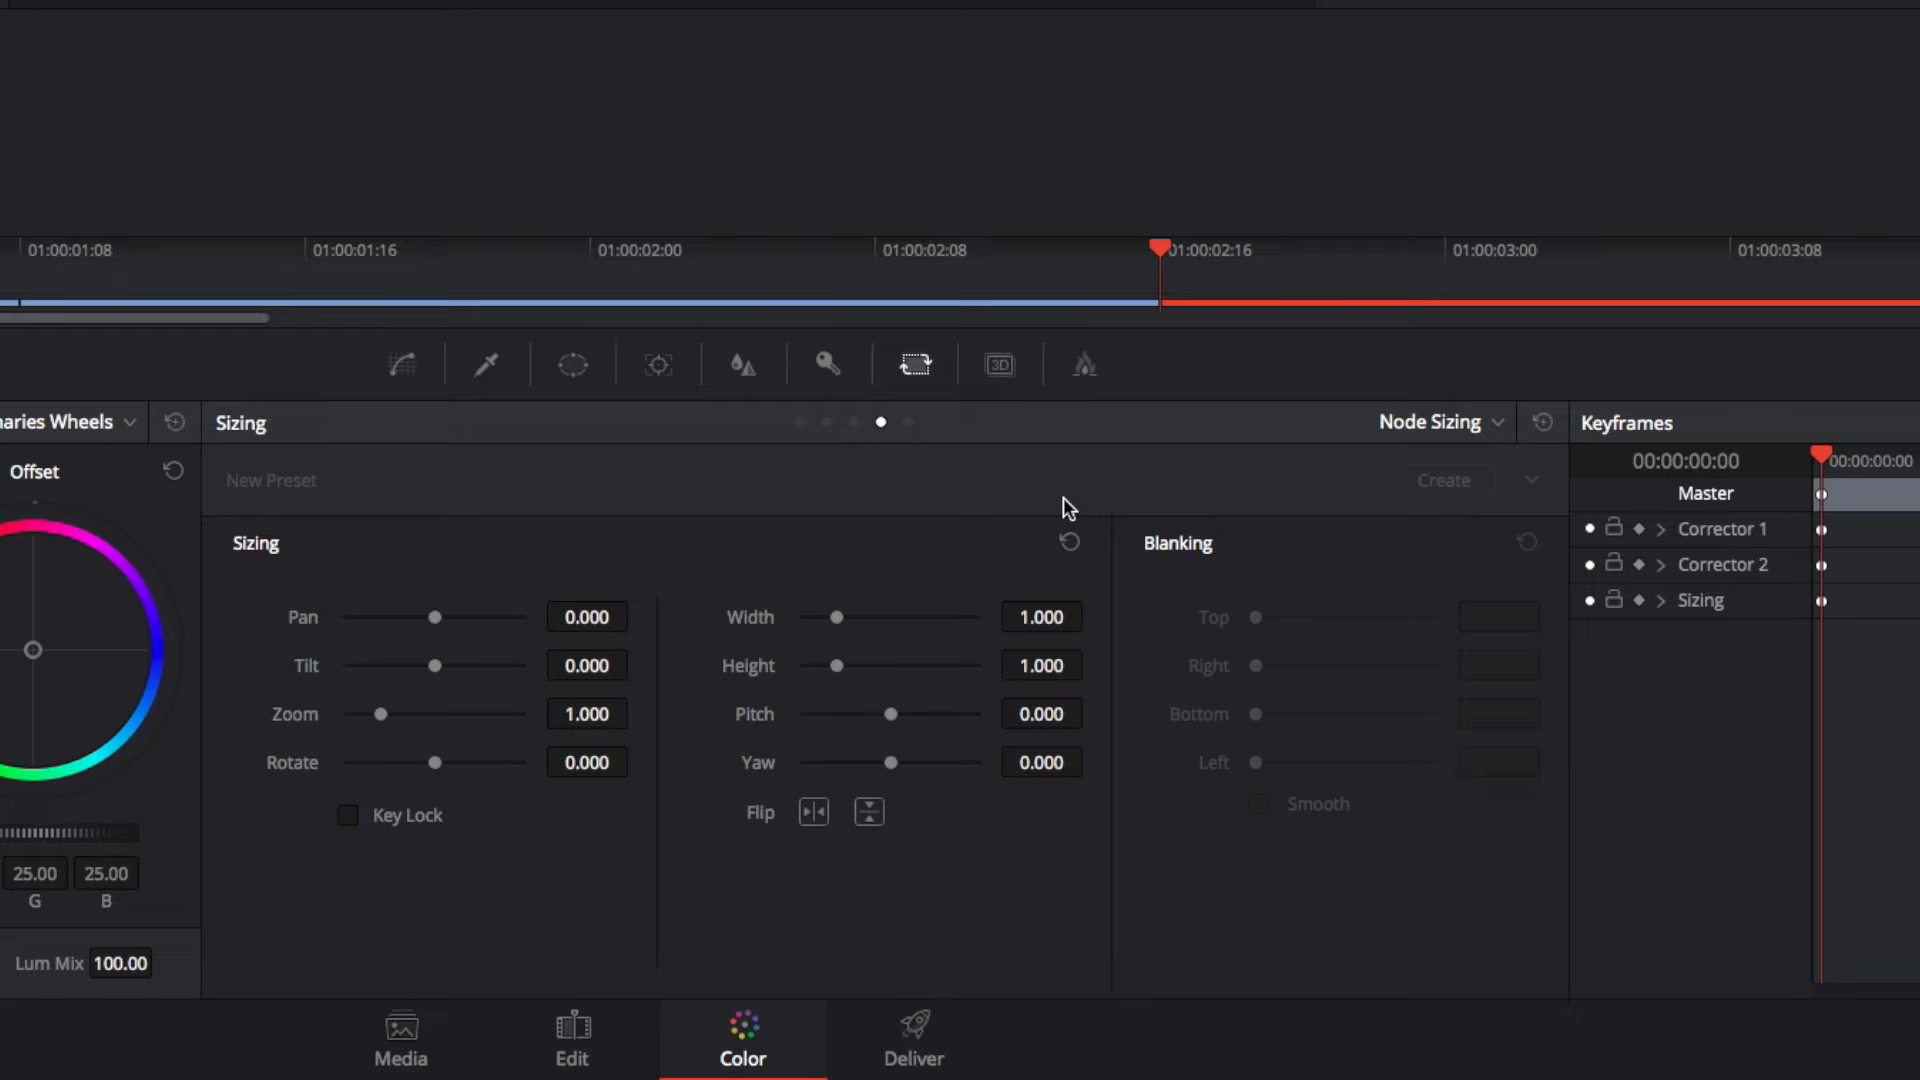 01:00:01:08 01:00:01:16 01:00:02:00 01:00:02:08 01:00:02:16 01:00:03:00 01:00:03:08
3D
aries Wheels
Sizing
Node Sizing
Keyframes
Offset
New Preset
Create
00:00:00:00
00:00:00:00
Master
Corrector 1
Corrector 2
Sizing
Sizing
Pan 0.000
Tilt 0.000
Zoom 1.000
Rotate 0.000
Key Lock
Width 1.000
Height 1.000
Pitch 0.000
Yaw 0.000
Flip
Blanking
Top
Right
Bottom
Left
Smooth
25.00 25.00
G B
Lum Mix 100.00
Media
Edit
Color
Deliver